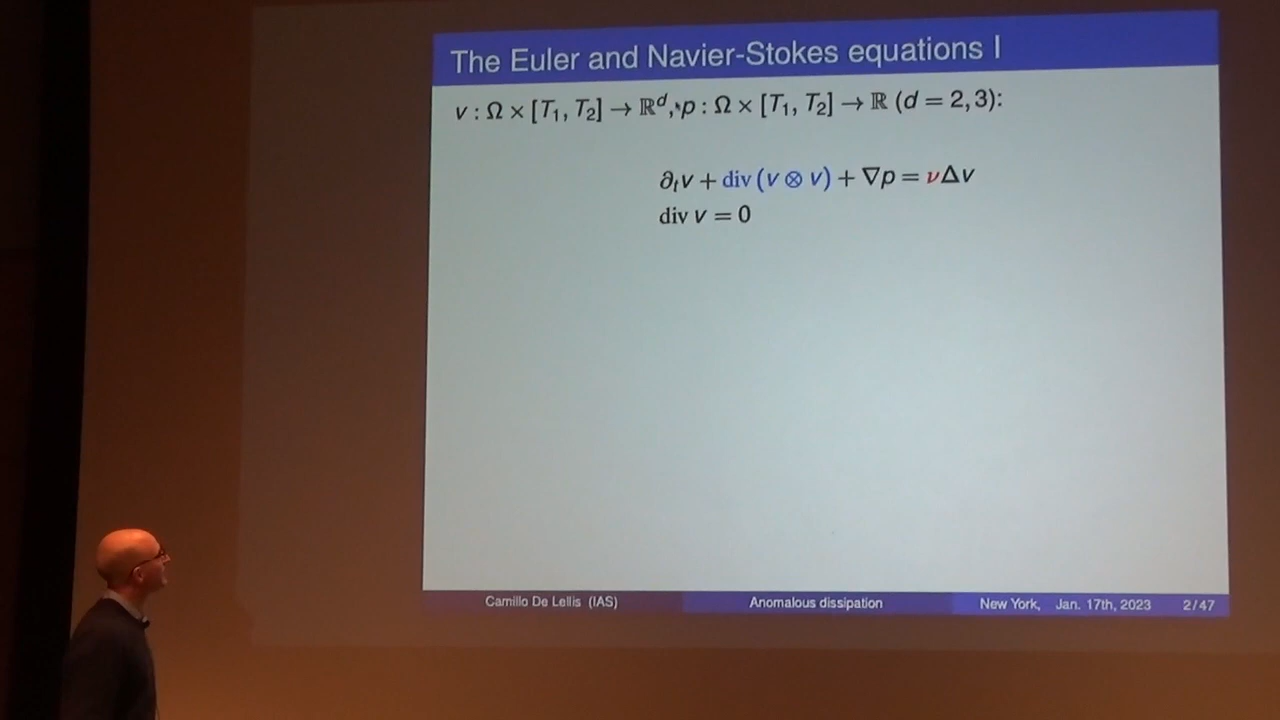 The Euler and Navier-Stokes equations I
v : Ω × [T₁, T₂] → ℝᵈ, p : Ω × [T₁, T₂] → ℝ (d = 2, 3):
∂ₜv + div (v ⊗ v) + ∇p = νΔv
div v = 0
Camillo De Lellis (IAS) Anomalous dissipation New York, Jan. 17th, 2023 2/47